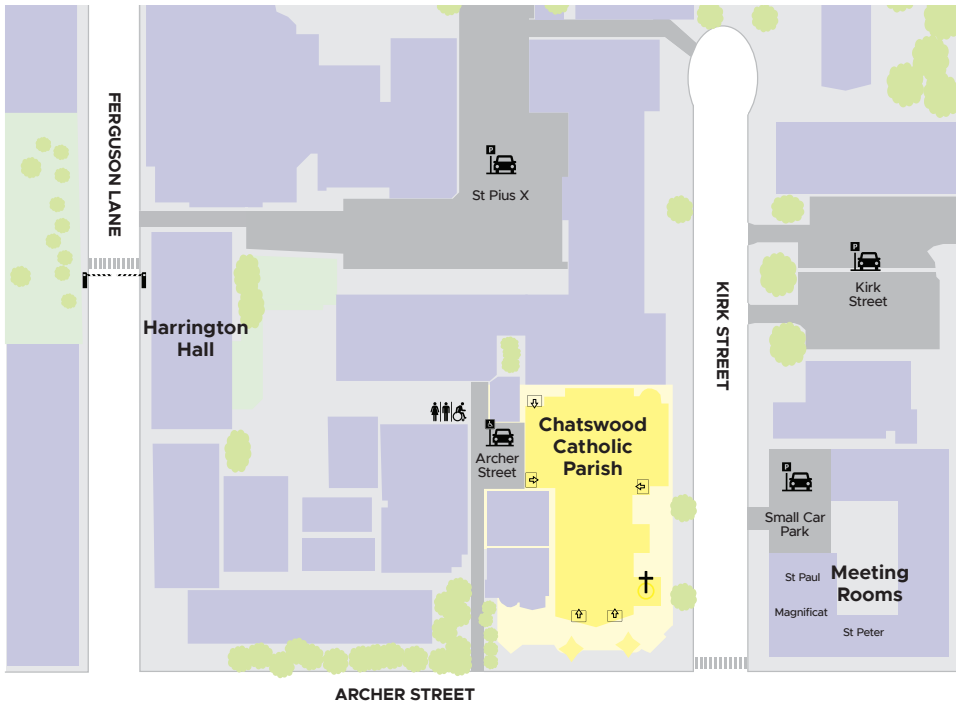 FERGUSON LANE
P
St Pius X
P
Kirk
Street
KIRK STREET
Harrington
Hall
Archer
Street
Chatswood
Catholic
Parish
P
Small Car
Park
St Paul
Meeting
Rooms
Magnificat
St Peter
ARCHER STREET